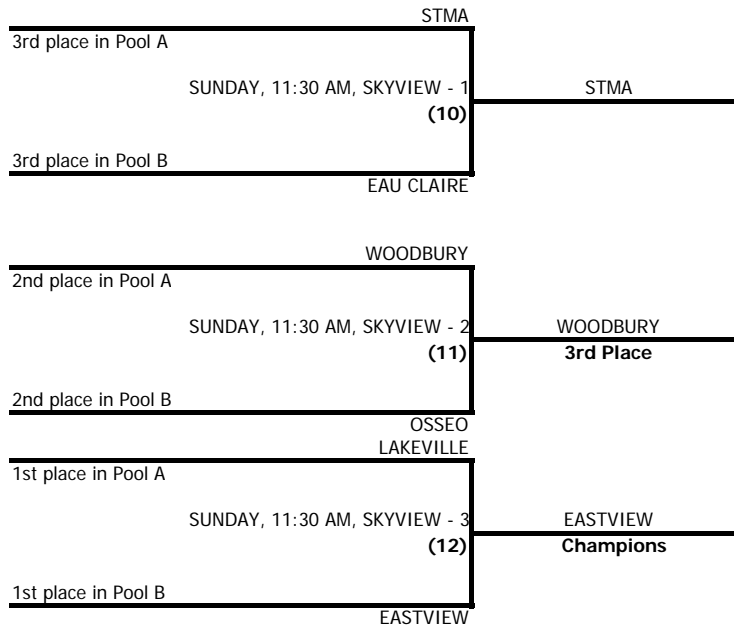 STMA
3rd place in Pool A
SUNDAY, 11:30 AM, SKYVIEW - 1
STMA
(10)
3rd place in Pool B
EAU CLAIRE
WOODBURY
2nd place in Pool A
SUNDAY, 11:30 AM, SKYVIEW - 2
WOODBURY
(11)
3rd Place
2nd place in Pool B
OSSEO
LAKEVILLE
1st place in Pool A
SUNDAY, 11:30 AM, SKYVIEW - 3
EASTVIEW
(12)
Champions
1st place in Pool B
EASTVIEW